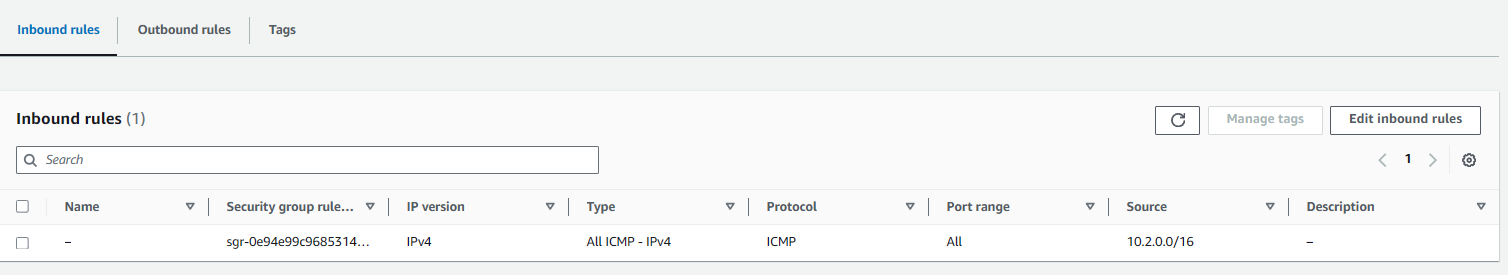 Inbound rules Outbound rules Tags
Inbound rules (1) Manage tags Edit inbound rules
Search 1
Name Security group rule... IP version Type Protocol Port range Source Description
– sgr-0e94e99c9685314... IPv4 All ICMP - IPv4 ICMP All 10.2.0.0/16 –